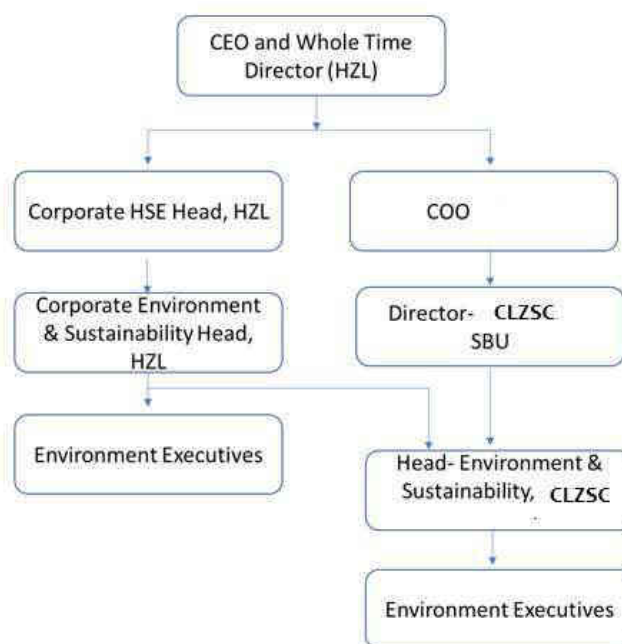 CEO and Whole Time
Director (HZL)
Corporate HSE Head, HZL
COO
Corporate Environment
& Sustainability Head,
HZL
Director- CLZSC
SBU
Environment Executives
Head- Environment &
Sustainability, CLZSC
.
Environment Executives